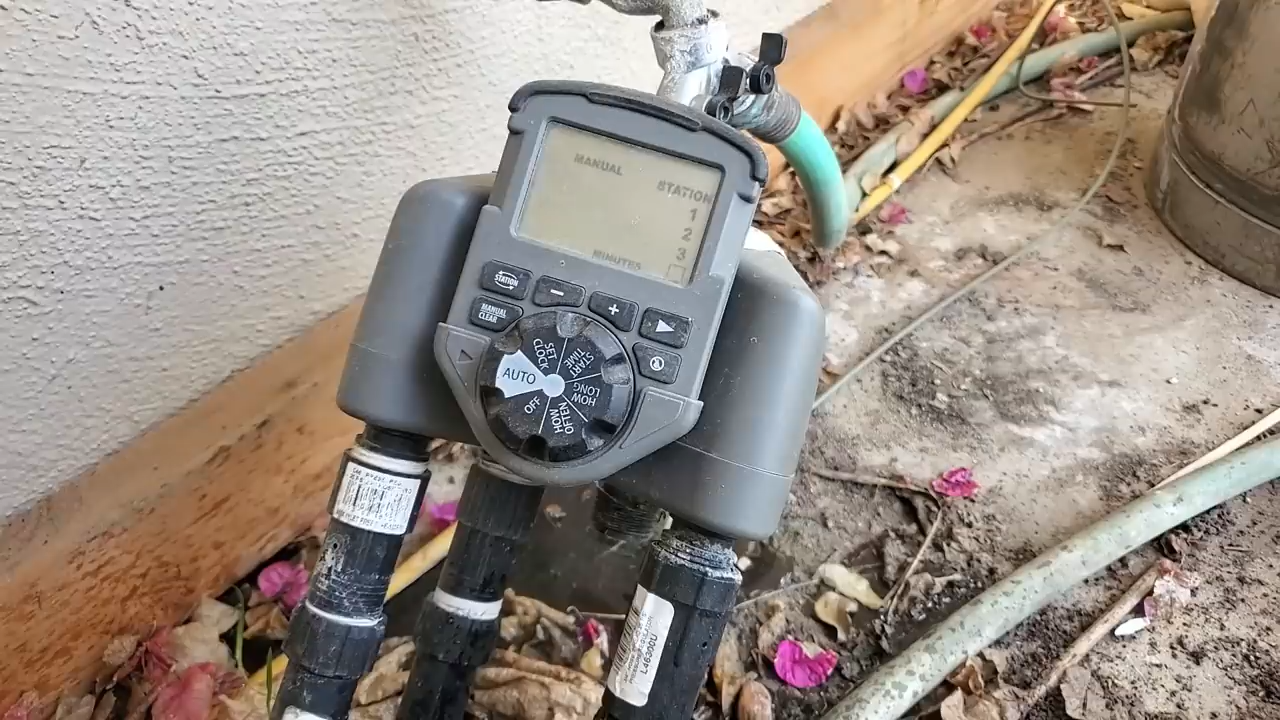 MANUAL
STATION
1
2
3
MINUTES
STATION
−
+
MANUAL
CLEAR
SET
CLOCK
START
TIME
HOW
LONG
HOW
OFTEN
OFF
AUTO
L46300U